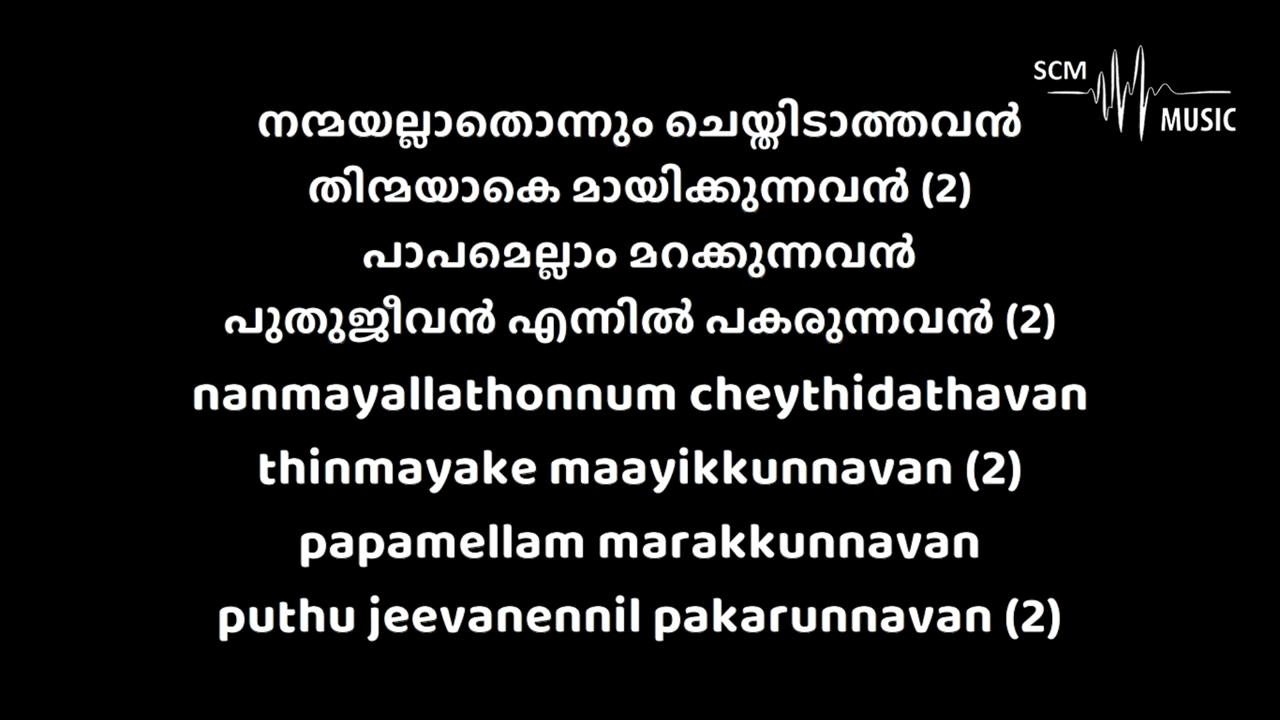 SCM
MUSIC
നന്മയല്ലാതൊന്നും ചെയ്തിടാത്തവൻ
തിന്മയാകെ മായിക്കുന്നവൻ (2)
പാപമെല്ലാം മറക്കുന്നവൻ
പുതുജീവൻ എന്നിൽ പകരുന്നവൻ (2)
nanmayallathonnum cheythidathavan
thinmayake maayikkunnavan (2)
papamellam marakkunnavan
puthu jeevanennil pakarunnavan (2)